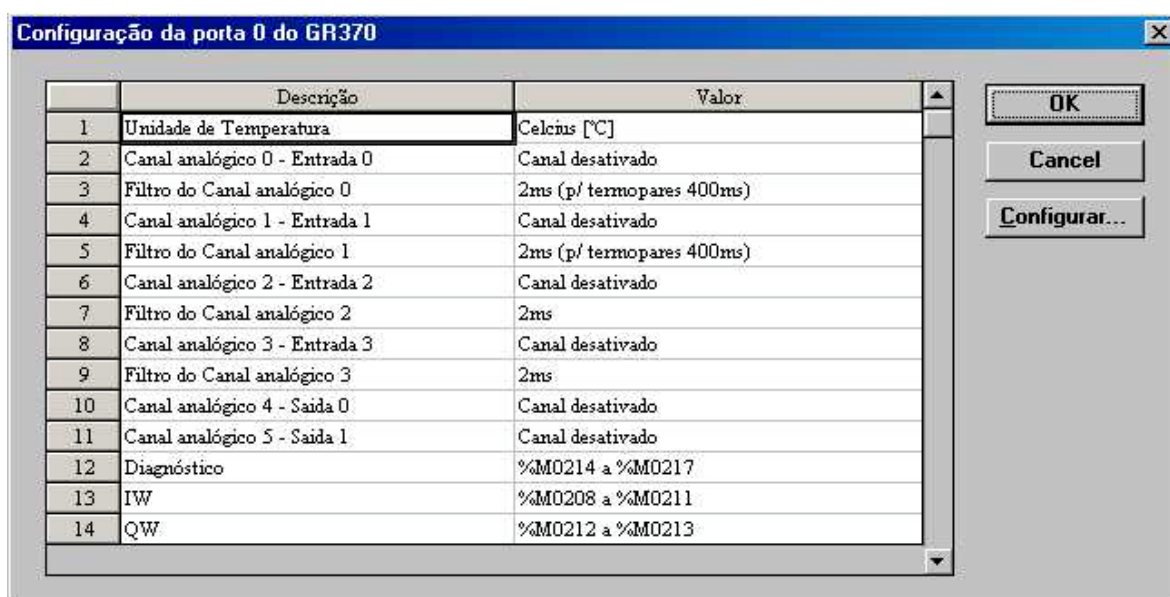 Configuração da porta 0 do GR370
Descrição Valor
1 Unidade de Temperatura Celcius [ºC]
2 Canal analógico 0 - Entrada 0 Canal desativado
3 Filtro do Canal analógico 0 2ms (p/ termopares 400ms)
4 Canal analógico 1 - Entrada 1 Canal desativado
5 Filtro do Canal analógico 1 2ms (p/ termopares 400ms)
6 Canal analógico 2 - Entrada 2 Canal desativado
7 Filtro do Canal analógico 2 2ms
8 Canal analógico 3 - Entrada 3 Canal desativado
9 Filtro do Canal analógico 3 2ms
10 Canal analógico 4 - Saida 0 Canal desativado
11 Canal analógico 5 - Saida 1 Canal desativado
12 Diagnóstico %M0214 a %M0217
13 IW %M0208 a %M0211
14 QW %M0212 a %M0213
OK
Cancel
Configurar...